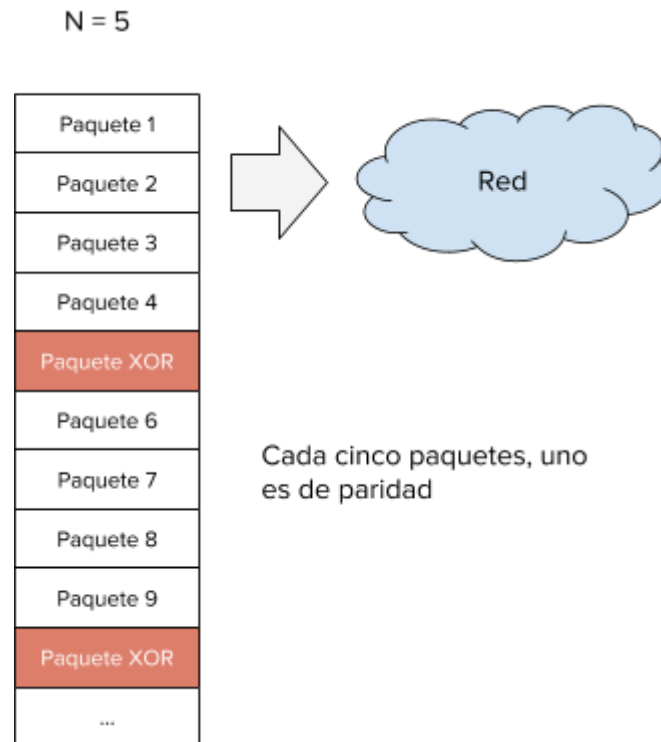 N = 5
Paquete 1
Paquete 2
Paquete 3
Paquete 4
Paquete XOR
Paquete 6
Paquete 7
Paquete 8
Paquete 9
Paquete XOR
...
Red
Cada cinco paquetes, uno
es de paridad